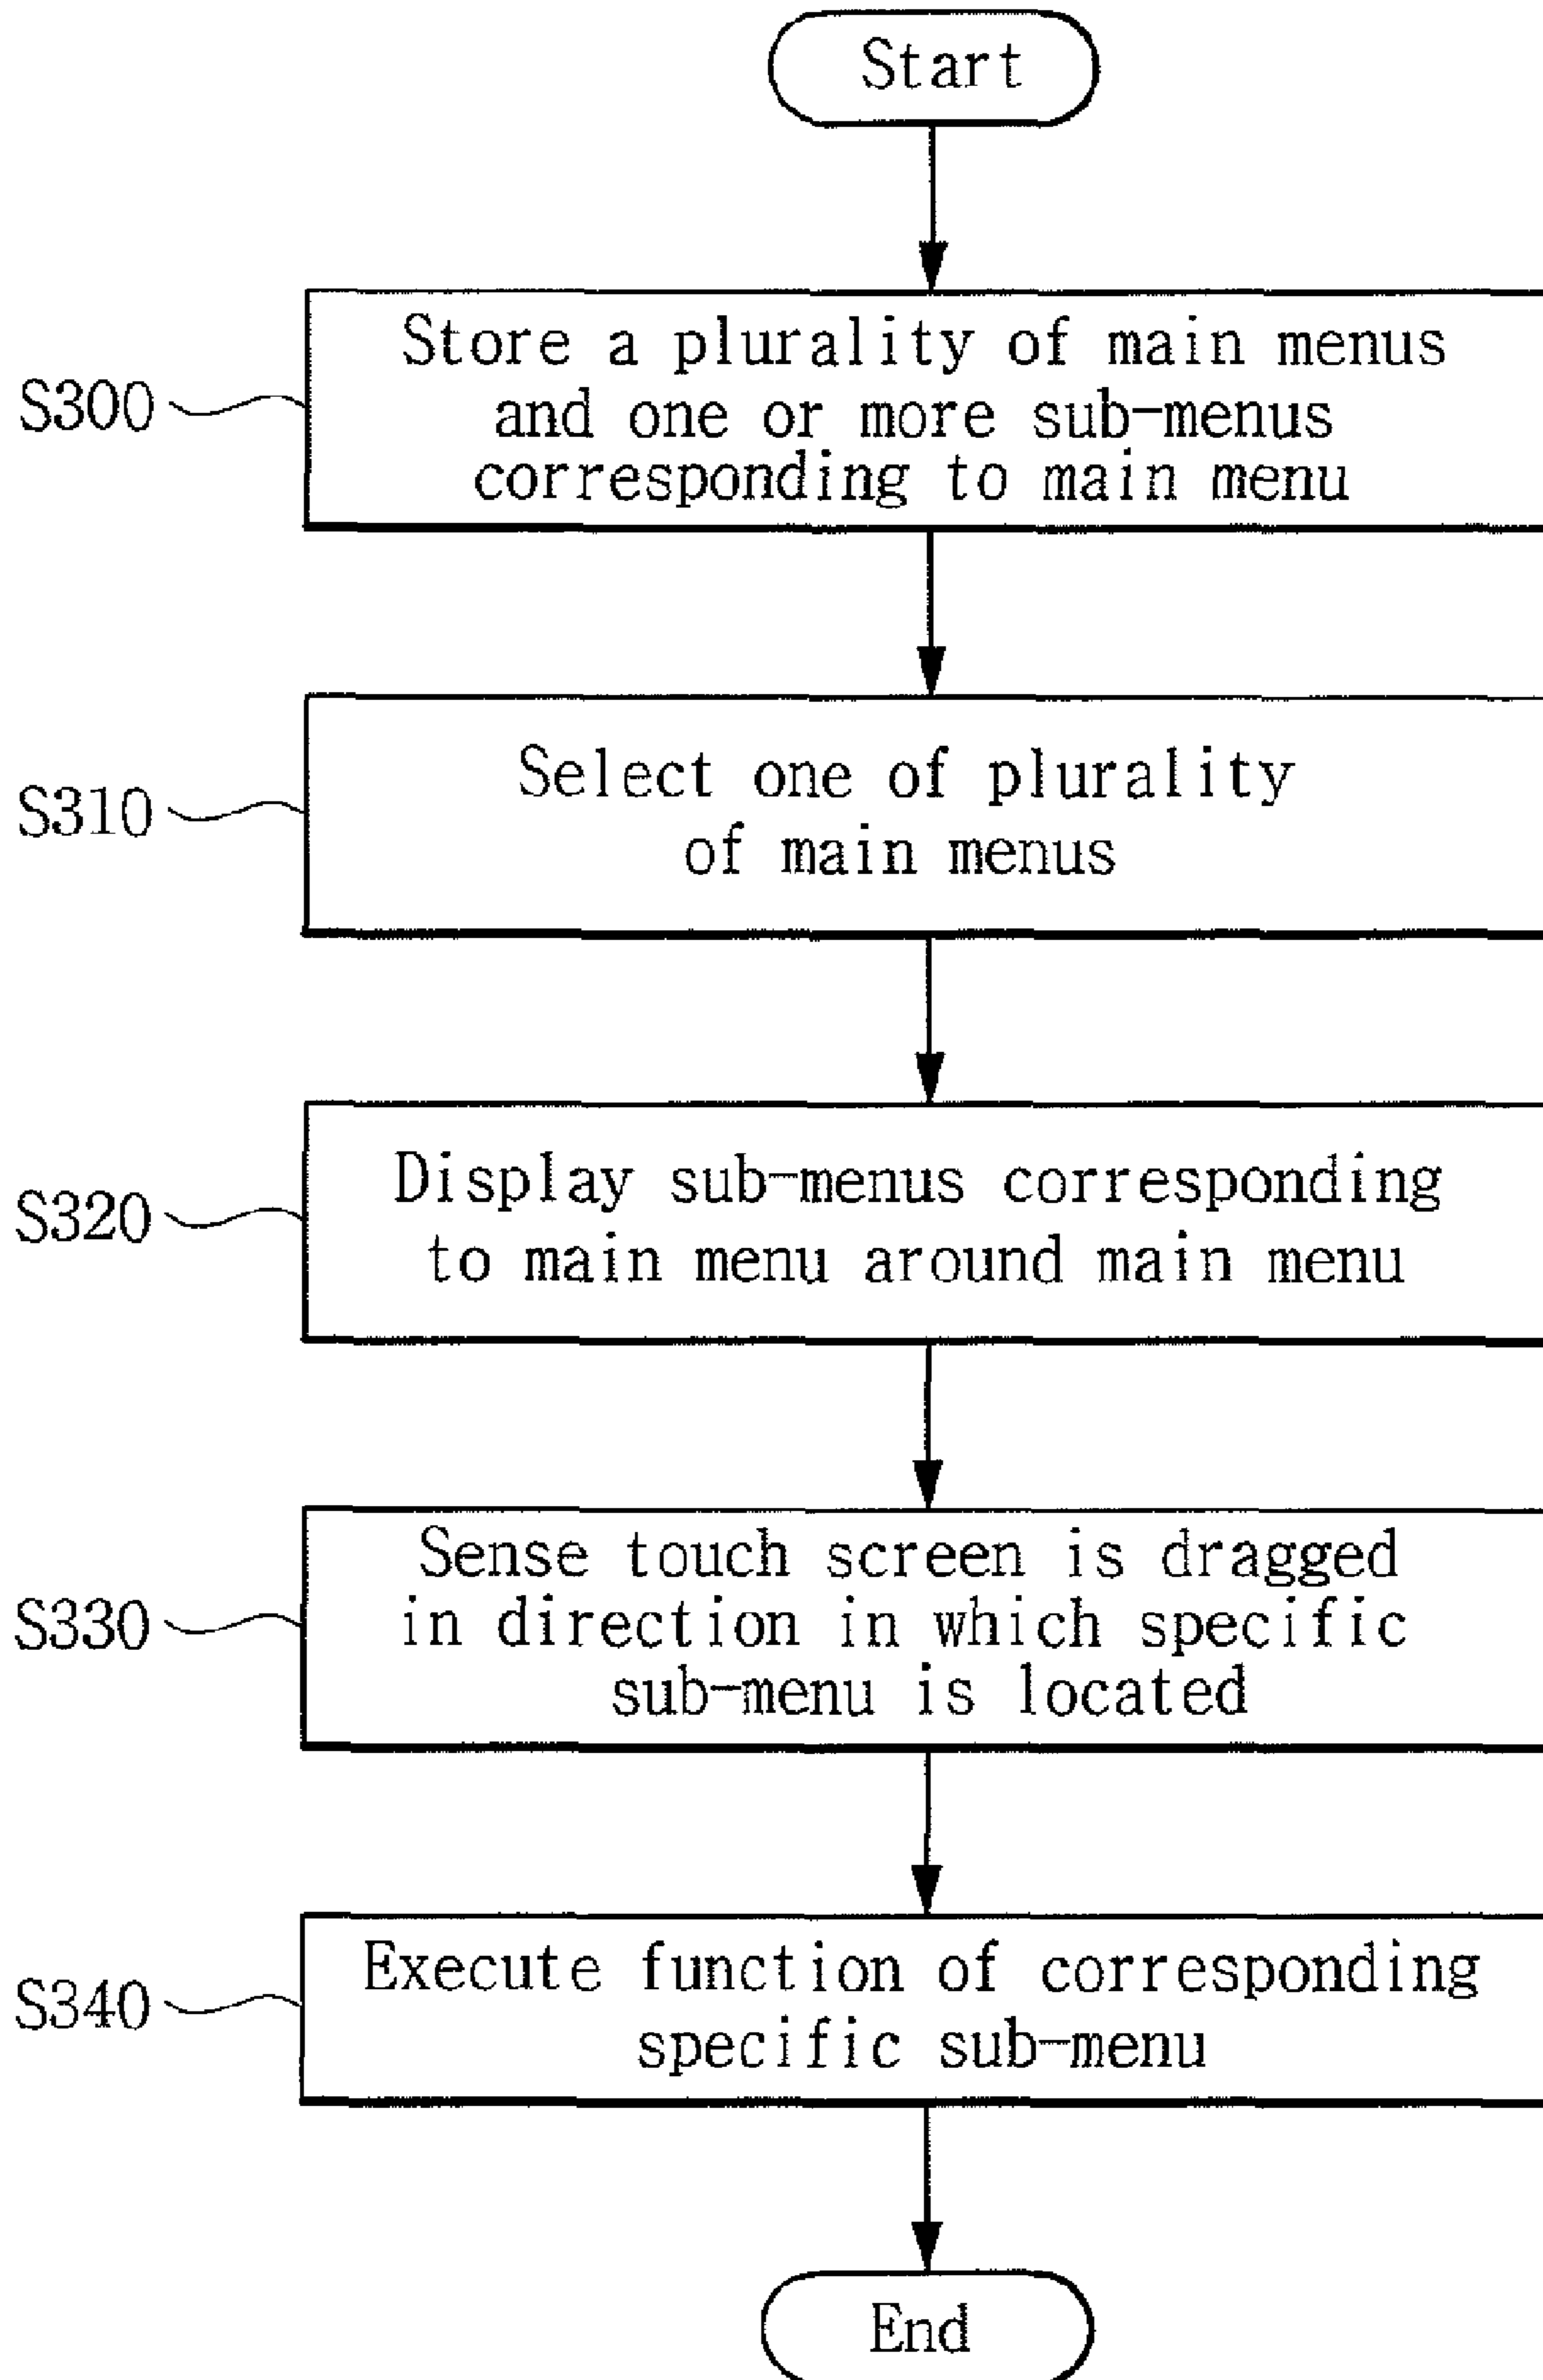 Start
S300
Store a plurality of main menus
and one or more sub-menus
corresponding to main menu
S310
Select one of plurality
of main menus
S320
Display sub-menus corresponding
to main menu around main menu
S330
Sense touch screen is dragged
in direction in which specific
sub-menu is located
S340
Execute function of corresponding
specific sub-menu
End